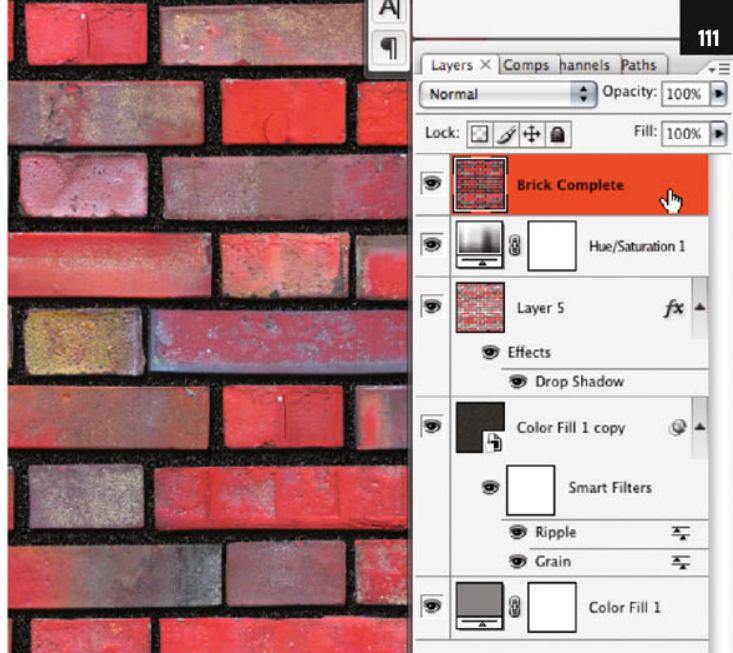 A
¶
111
Layers × Comps hannels Paths
Normal Opacity: 100%
Lock: Fill: 100%
Brick Complete
Hue/Saturation 1
Layer 5 fx
Effects
Drop Shadow
Color Fill 1 copy
Smart Filters
Ripple
Grain
Color Fill 1